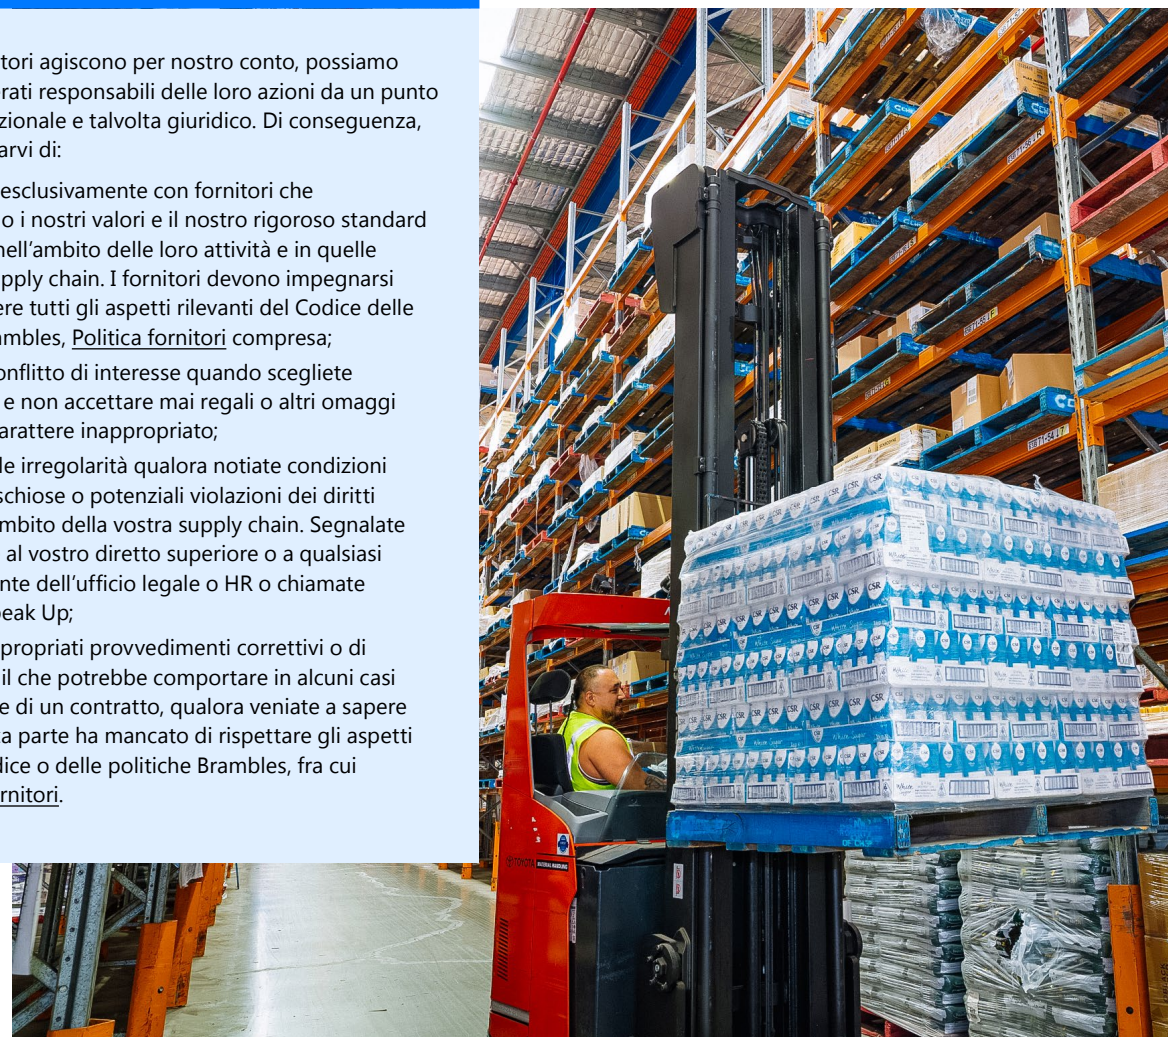 tori agiscono per nostro conto, possiamo
rati responsabili delle loro azioni da un punto
zionale e talvolta giuridico. Di conseguenza,
arvi di:
esclusivamente con fornitori che
o i nostri valori e il nostro rigoroso standard
nell’ambito delle loro attività e in quelle
pply chain. I fornitori devono impegnarsi
ere tutti gli aspetti rilevanti del Codice delle
ambles, Politica fornitori compresa;
onflitto di interesse quando scegliete
e non accettare mai regali o altri omaggi
arattere inappropriato;
le irregolarità qualora notiate condizioni
schiose o potenziali violazioni dei diritti
mbito della vostra supply chain. Segnalate
al vostro diretto superiore o a qualsiasi
nte dell’ufficio legale o HR o chiamate
peak Up;
propriati provvedimenti correttivi o di
il che potrebbe comportare in alcuni casi
e di un contratto, qualora veniate a sapere
a parte ha mancato di rispettare gli aspetti
dice o delle politiche Brambles, fra cui
rnitori.
CSR
TOYOTA MATERIAL HANDLING